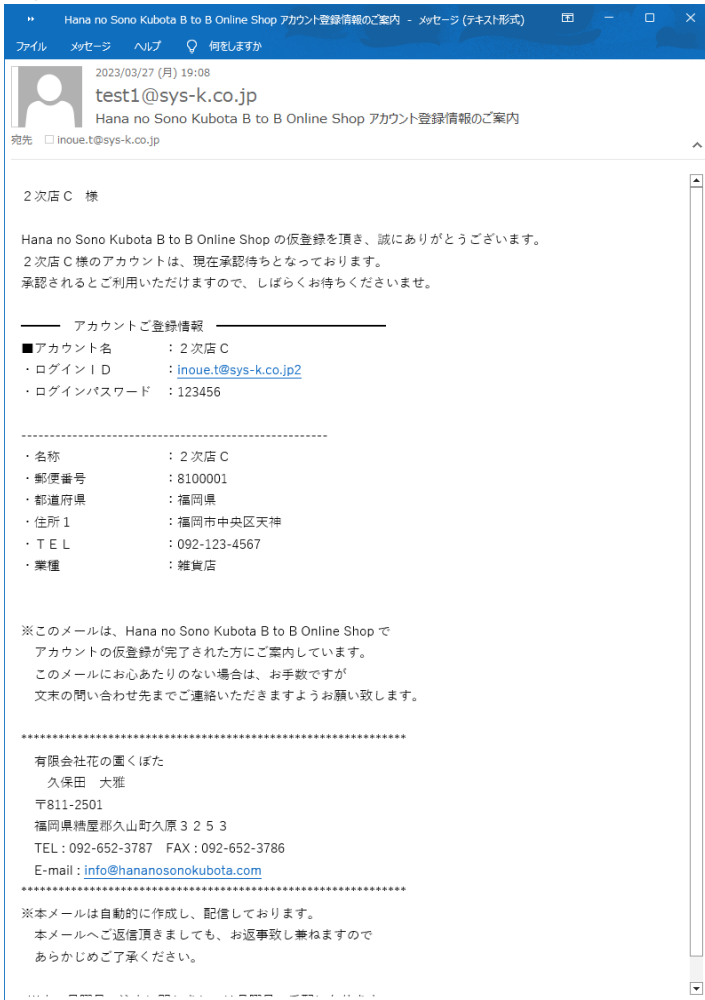 Hana no Sono Kubota B to B Online Shop アカウント登録情報のご案内 - メッセージ (テキスト形式)
ファイル メッセージ ヘルプ 何をしますか
2023/03/27 (月) 19:08
test1@sys-k.co.jp
Hana no Sono Kubota B to B Online Shop アカウント登録情報のご案内
宛先 inoue.t@sys-k.co.jp
２次店Ｃ　様
Hana no Sono Kubota B to B Online Shop の仮登録を頂き、誠にありがとうございます。
２次店Ｃ様のアカウントは、現在承認待ちとなっております。
承認されるとご利用いただけますので、しばらくお待ちくださいませ。
━━━　アカウントご登録情報　━━━━━━━━━━━━
■アカウント名　　　　：２次店Ｃ
・ログインＩＤ　　　　：inoue.t@sys-k.co.jp2
・ログインパスワード　：123456
------------------------------------------------------
・名称　　　　　　　　：２次店Ｃ
・郵便番号　　　　　　：8100001
・都道府県　　　　　　：福岡県
・住所１　　　　　　　：福岡市中央区天神
・ＴＥＬ　　　　　　　：092-123-4567
・業種　　　　　　　　：雑貨店
※このメールは、Hana no Sono Kubota B to B Online Shop で
アカウントの仮登録が完了された方にご案内しています。
このメールにお心あたりのない場合は、お手数ですが
文末の問い合わせ先までご連絡いただきますようお願い致します。
**************************************************************
有限会社花の園くぼた
久保田　大雅
〒811-2501
福岡県糟屋郡久山町久原３２５３
TEL : 092-652-3787　FAX : 092-652-3786
E-mail : info@hananosonokubota.com
**************************************************************
※本メールは自動的に作成し、配信しております。
本メールへご返信頂きましても、お返事致し兼ねますので
あらかじめご了承ください。